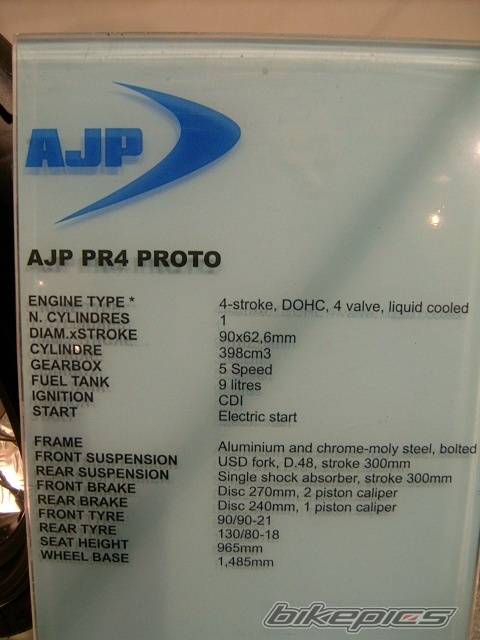 AJP
AJP PR4 PROTO
ENGINE TYPE * 4-stroke, DOHC, 4 valve, liquid cooled
N. CYLINDRES 1
DIAM.xSTROKE 90x62,6mm
CYLINDRE 398cm3
GEARBOX 5 Speed
FUEL TANK 9 litres
IGNITION CDI
START Electric start
FRAME Aluminium and chrome-moly steel, bolted
FRONT SUSPENSION USD fork, D.48, stroke 300mm
REAR SUSPENSION Single shock absorber, stroke 300mm
FRONT BRAKE Disc 270mm, 2 piston caliper
REAR BRAKE Disc 240mm, 1 piston caliper
FRONT TYRE 90/90-21
REAR TYRE 130/80-18
SEAT HEIGHT 965mm
WHEEL BASE 1,485mm
bikepics